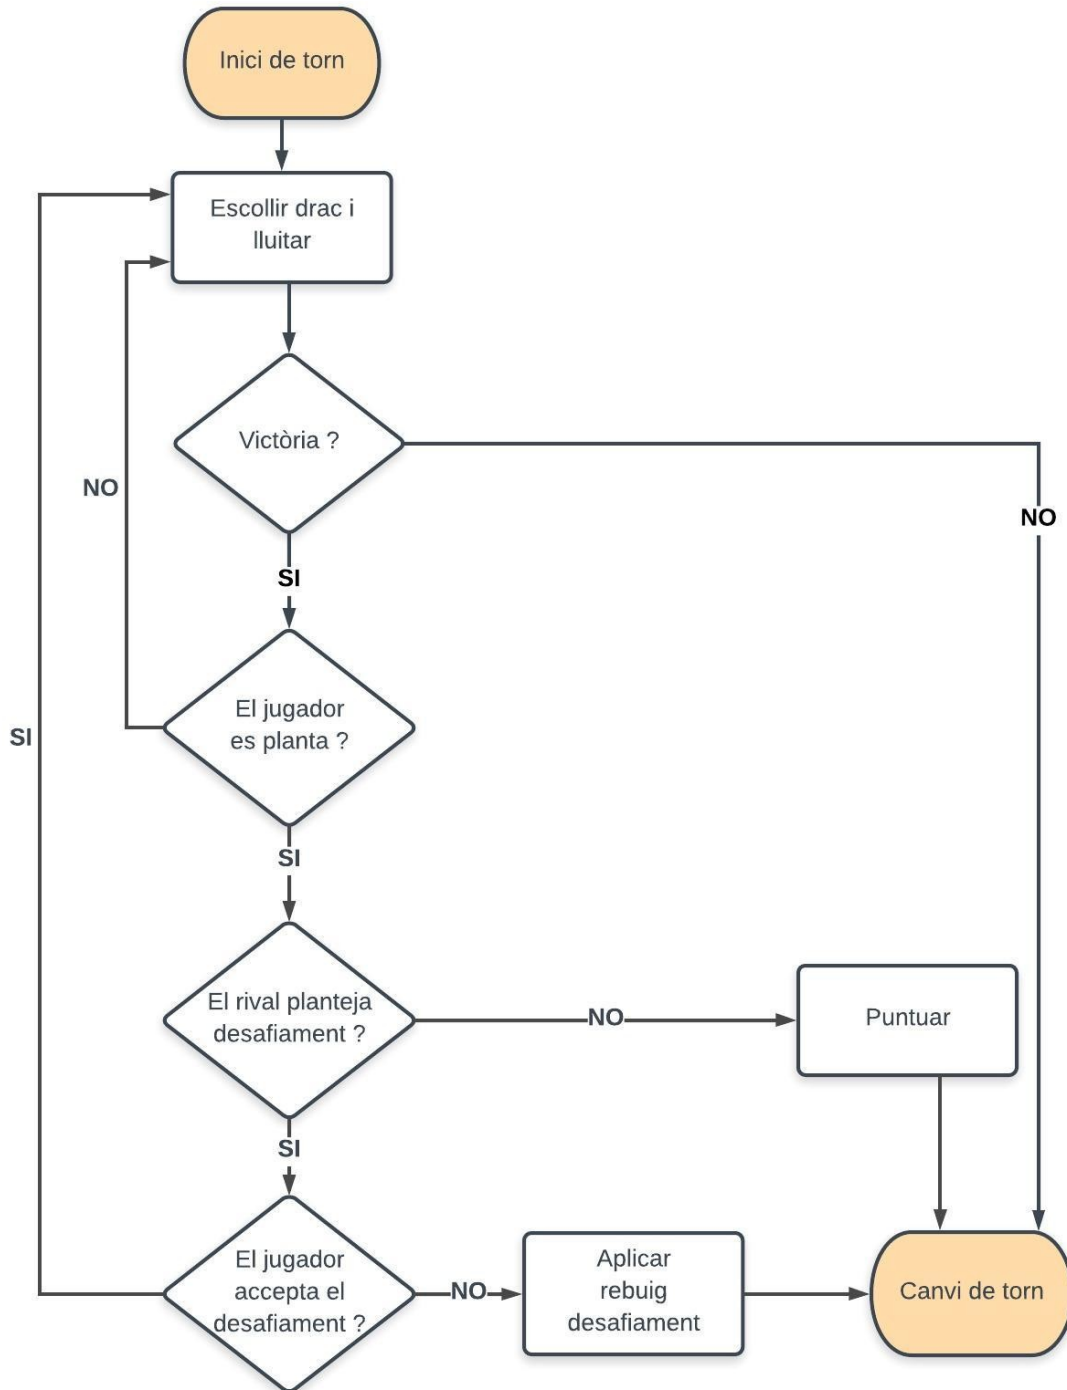 Inici de torn
Escollir drac i
lluitar
Victòria ?
NO
NO
SI
El jugador
es planta ?
SI
SI
El rival planteja
desafiament ?
NO
Puntuar
SI
El jugador
accepta el
desafiament ?
NO
Aplicar
rebuig
desafiament
Canvi de torn